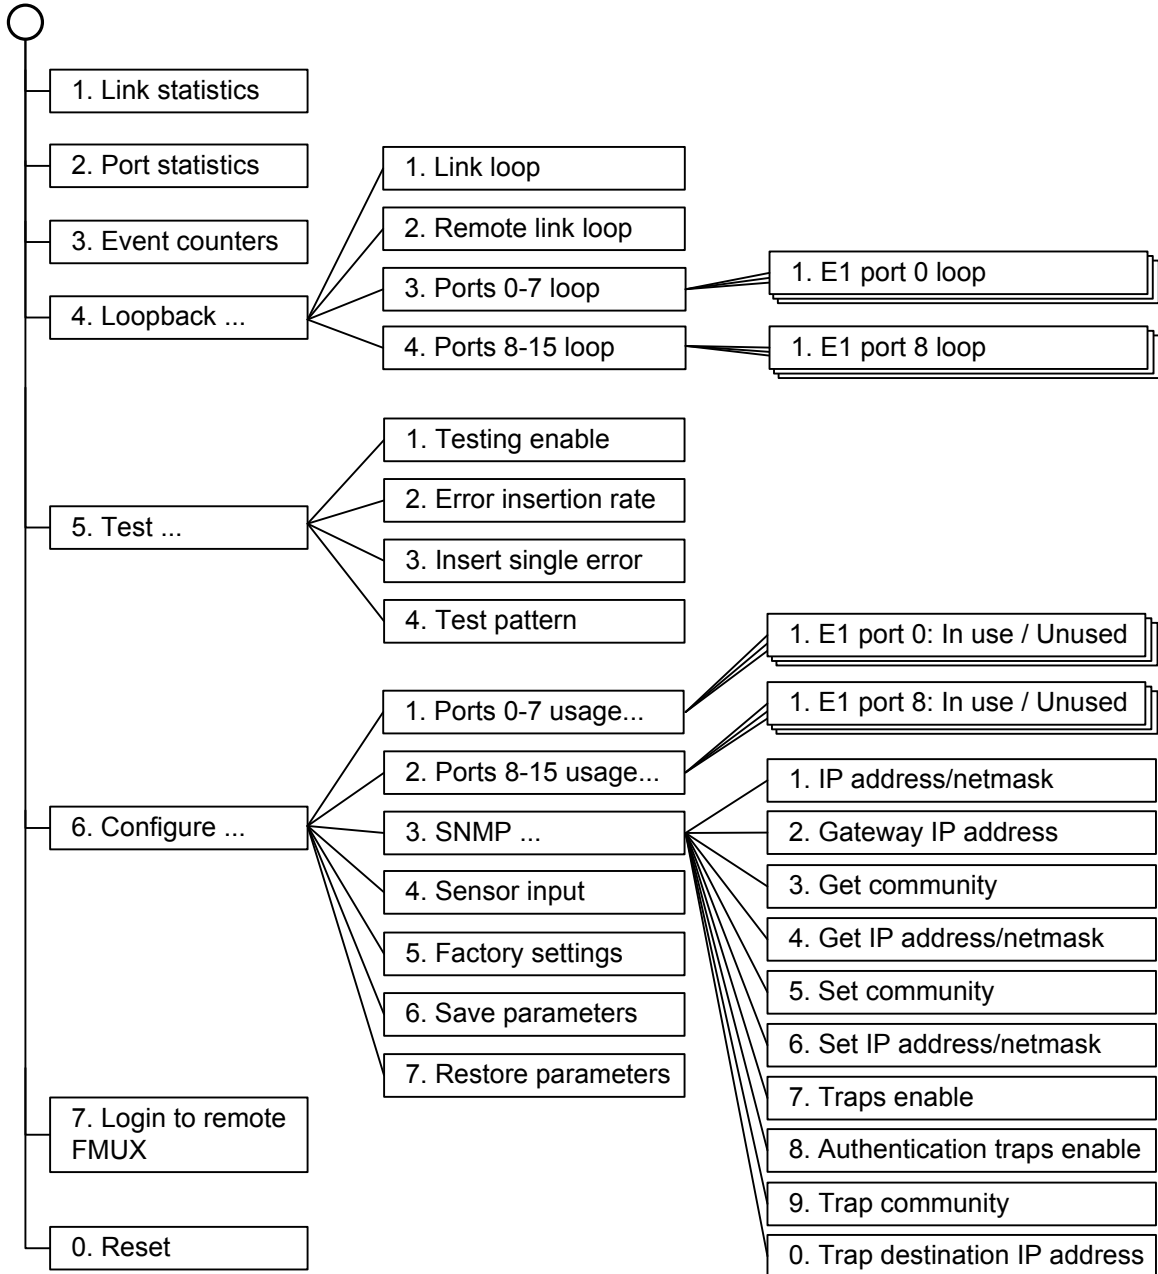 1. Link statistics
2. Port statistics
3. Event counters
4. Loopback ...
1. Link loop
2. Remote link loop
3. Ports 0-7 loop
4. Ports 8-15 loop
1. E1 port 0 loop
1. E1 port 8 loop
5. Test ...
1. Testing enable
2. Error insertion rate
3. Insert single error
4. Test pattern
6. Configure ...
1. Ports 0-7 usage...
2. Ports 8-15 usage...
3. SNMP ...
4. Sensor input
5. Factory settings
6. Save parameters
7. Restore parameters
1. E1 port 0: In use / Unused
1. E1 port 8: In use / Unused
1. IP address/netmask
2. Gateway IP address
3. Get community
4. Get IP address/netmask
5. Set community
6. Set IP address/netmask
7. Traps enable
8. Authentication traps enable
9. Trap community
0. Trap destination IP address
7. Login to remote
FMUX
0. Reset